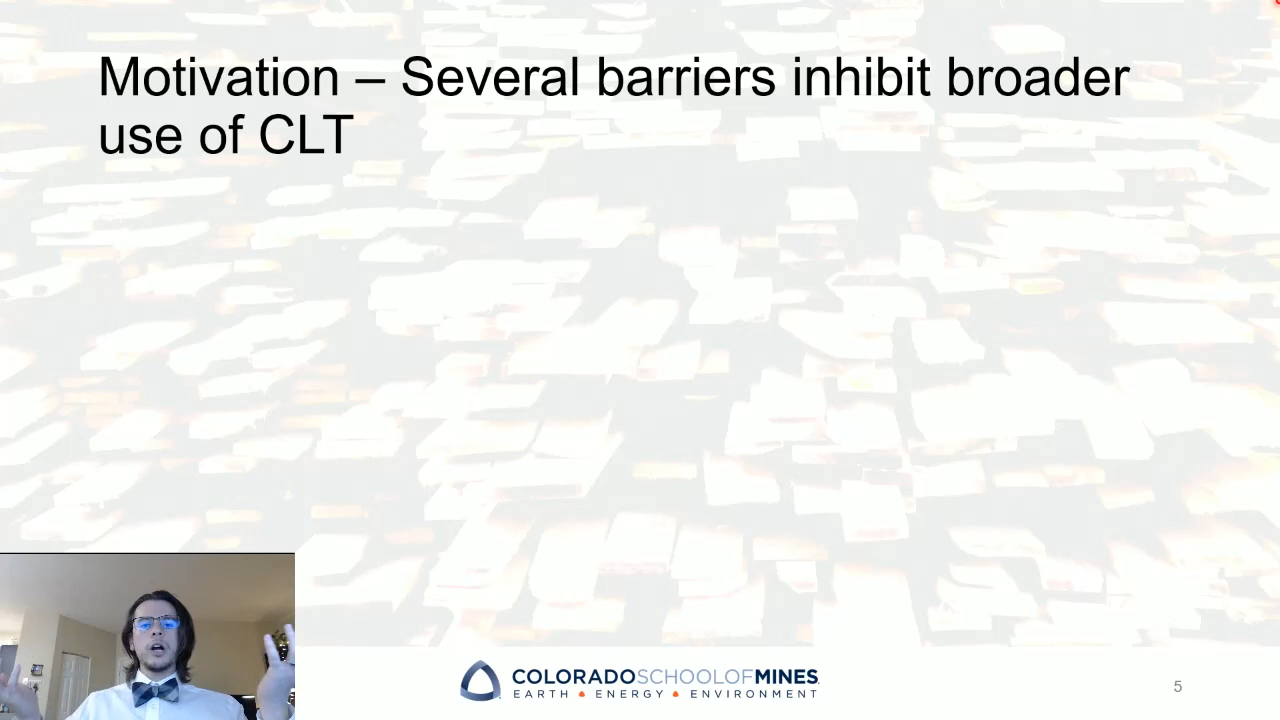 Motivation – Several barriers inhibit broader
use of CLT
COLORADOSCHOOLOFMINES
EARTH • ENERGY • ENVIRONMENT
5